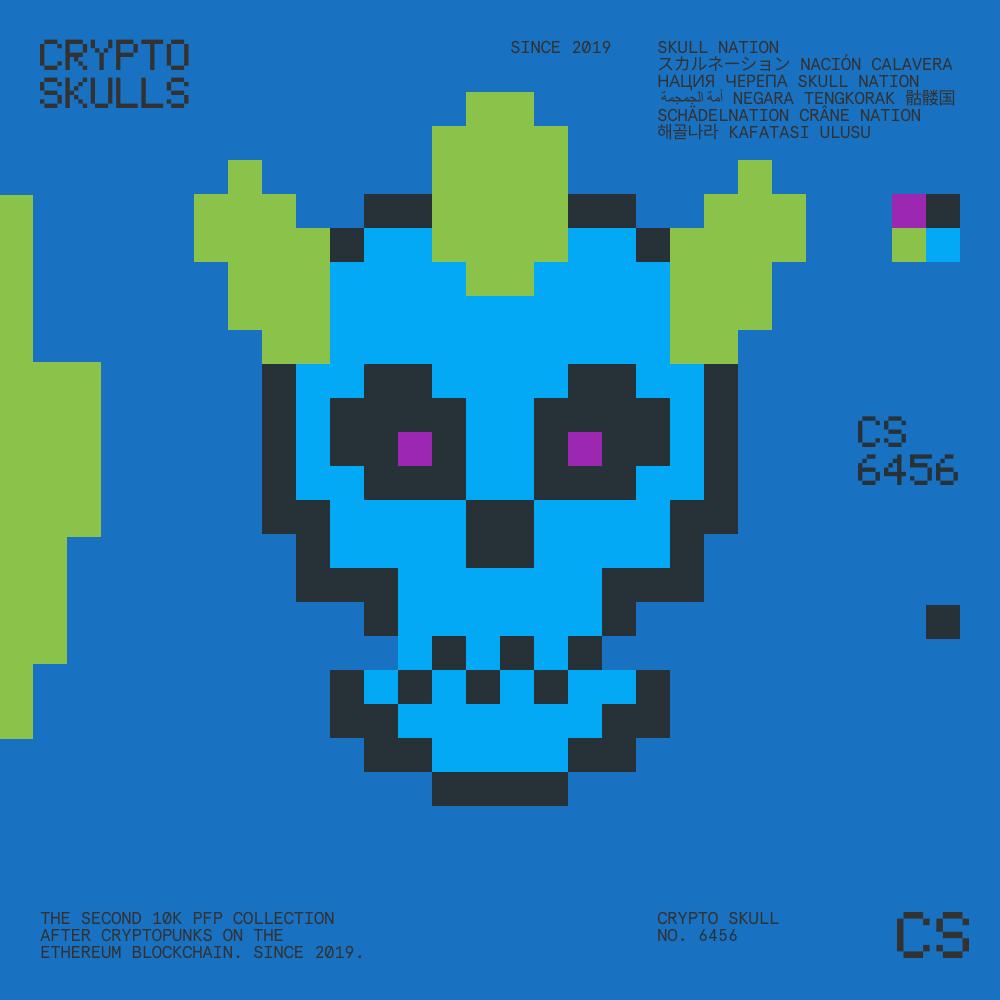 CRYPTO
SKULLS
SINCE 2019
SKULL NATION
スカルネーション NACIÓN CALAVERA
НАЦИЯ ЧЕРЕПА SKULL NATION
أمة الجمجمة NEGARA TENGKORAK 骷髅国
SCHÄDELNATION CRÂNE NATION
해골나라 KAFATASI ULUSU
CS
6456
THE SECOND 10K PFP COLLECTION
AFTER CRYPTOPUNKS ON THE
ETHEREUM BLOCKCHAIN. SINCE 2019.
CRYPTO SKULL
NO. 6456
CS